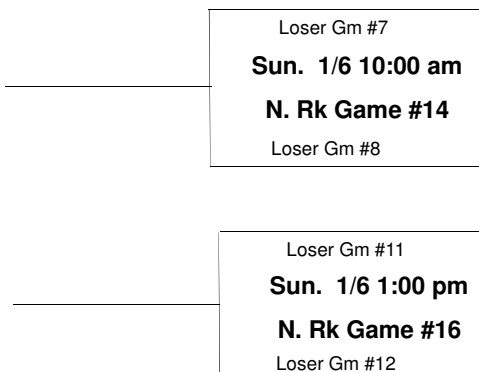 Loser Gm #7
Sun.  1/6 10:00 am
N. Rk Game #14
Loser Gm #8
Loser Gm #11
Sun.  1/6 1:00 pm
N. Rk Game #16
Loser Gm #12